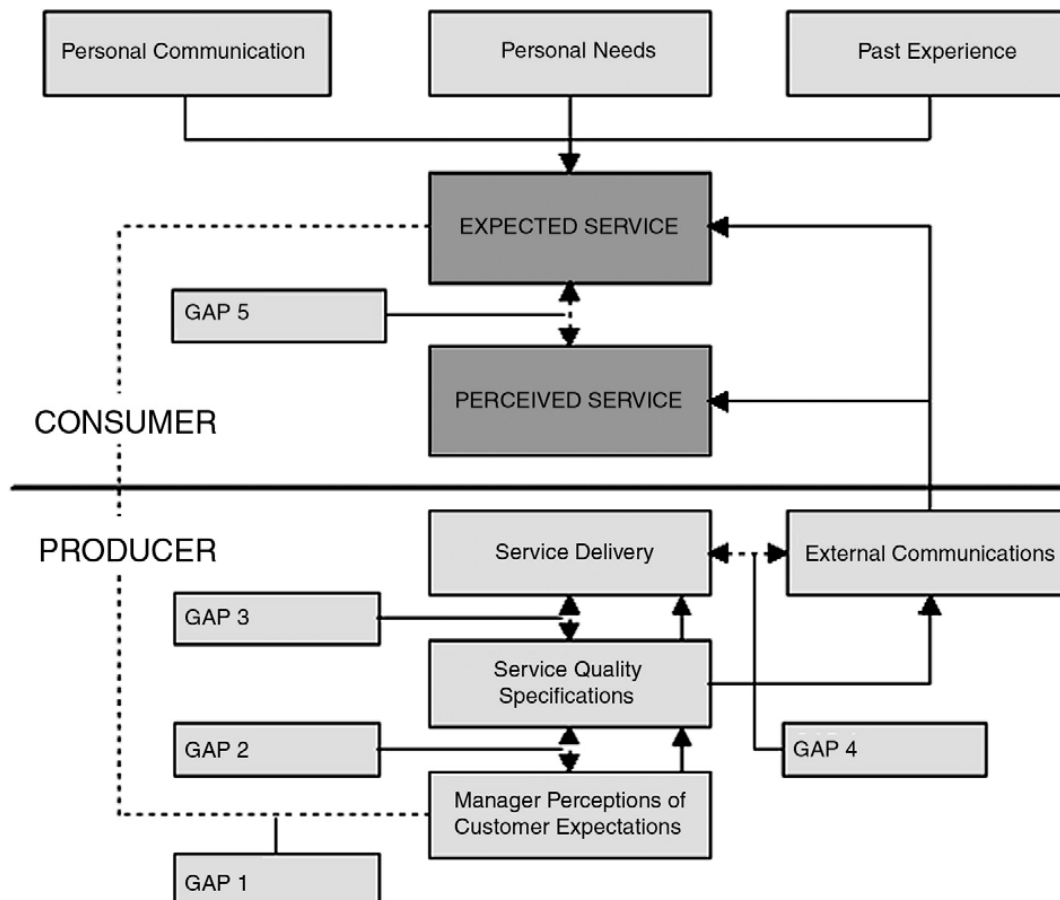 Personal Communication
Personal Needs
Past Experience
EXPECTED SERVICE
GAP 5
PERCEIVED SERVICE
CONSUMER
PRODUCER
Service Delivery
External Communications
GAP 3
Service Quality
Specifications
GAP 2
GAP 4
Manager Perceptions of
Customer Expectations
GAP 1